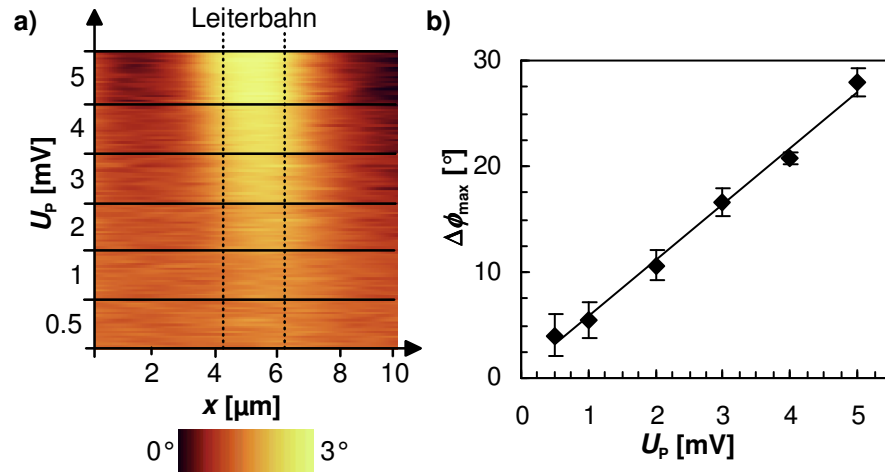 a)
Leiterbahn
U_P [mV]
5
4
3
2
1
0.5
2 4 6 8 10
x [µm]
0° 3°
b)
Δϕ_max [°]
30
20
10
0
0 1 2 3 4 5
U_P [mV]